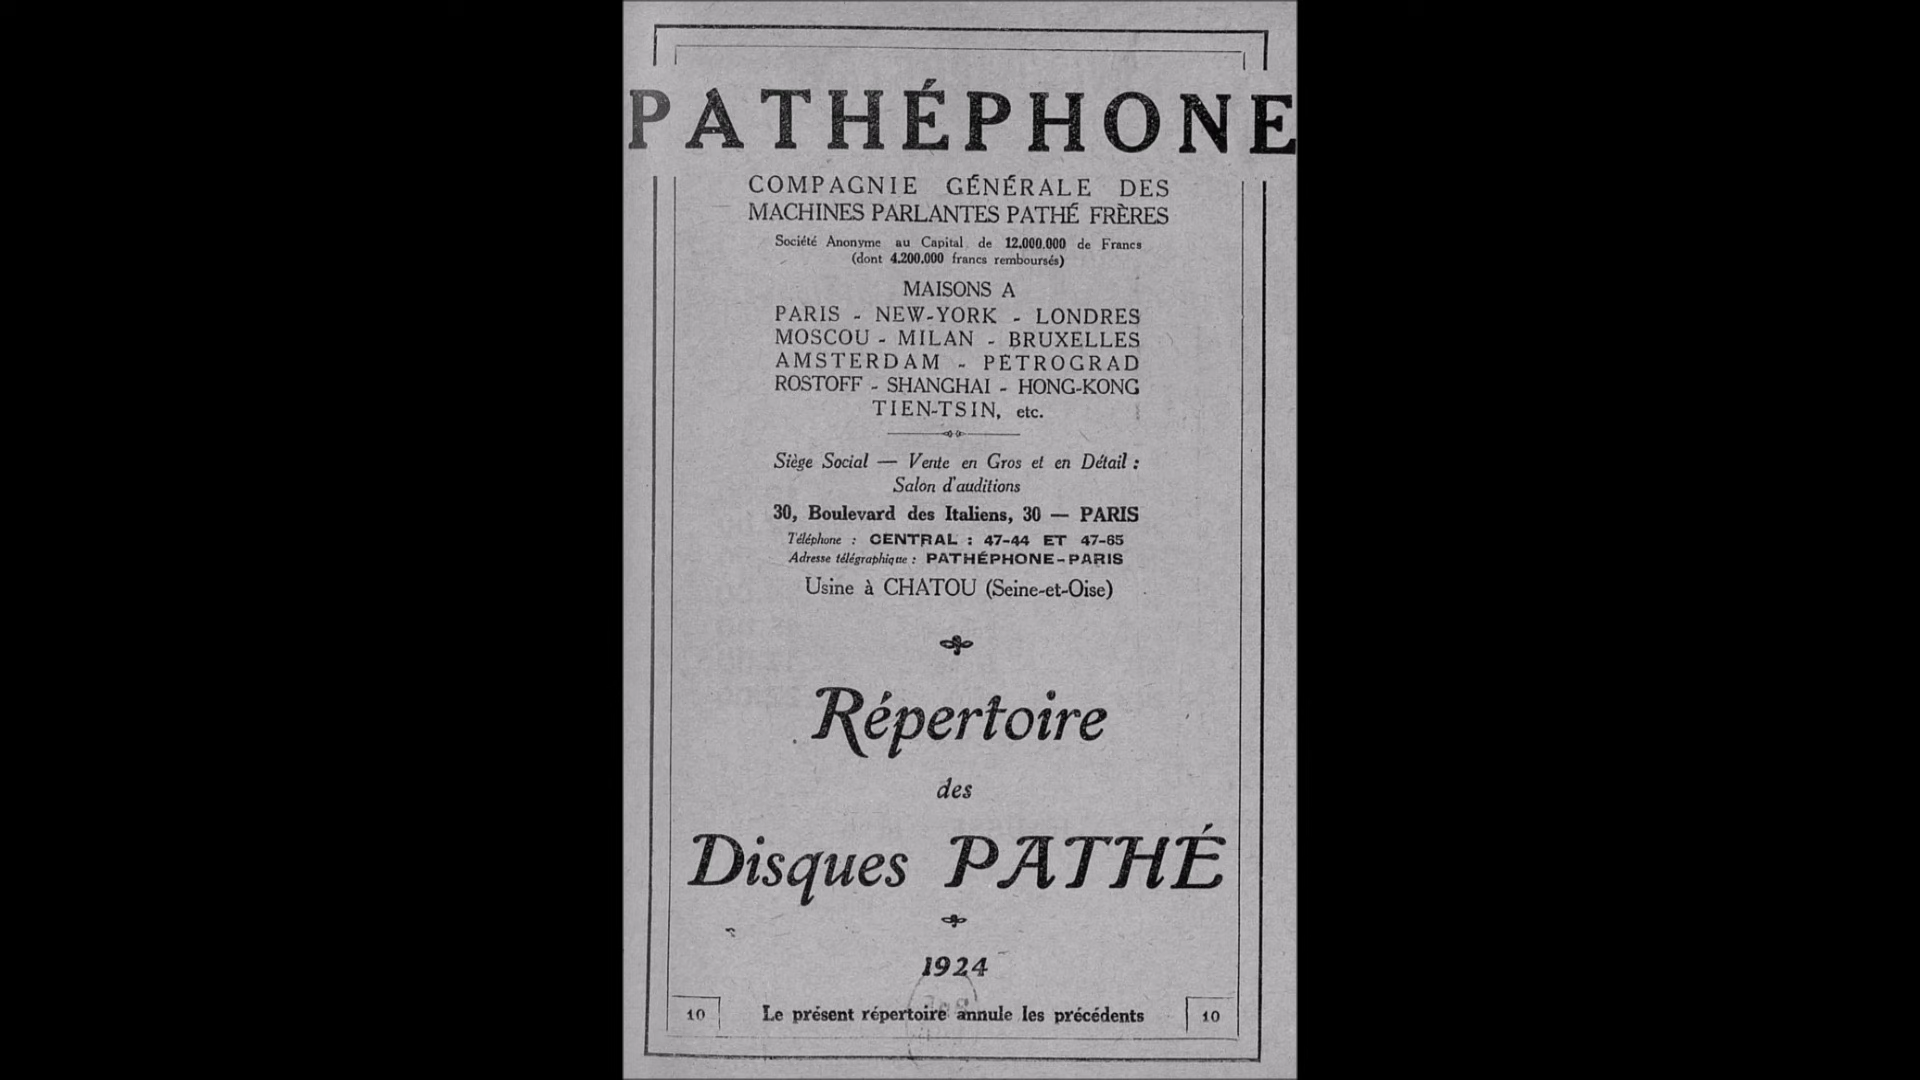 PATHÉPHONE
COMPAGNIE GÉNÉRALE DES
MACHINES PARLANTES PATHÉ FRÈRES
Société Anonyme au Capital de 12.000.000 de Francs
(dont 4.200.000 francs remboursés)
MAISONS A
PARIS - NEW-YORK - LONDRES
MOSCOU - MILAN - BRUXELLES
AMSTERDAM - PETROGRAD
ROSTOFF - SHANGHAI - HONG-KONG
TIEN-TSIN, etc.
Siège Social — Vente en Gros et en Détail :
Salon d'auditions
30, Boulevard des Italiens, 30 — PARIS
Téléphone : CENTRAL : 47-44 ET 47-65
Adresse télégraphique : PATHÉPHONE-PARIS
Usine à CHATOU (Seine-et-Oise)
Répertoire
des
Disques PATHÉ
1924
10 Le présent répertoire annule les précédents 10